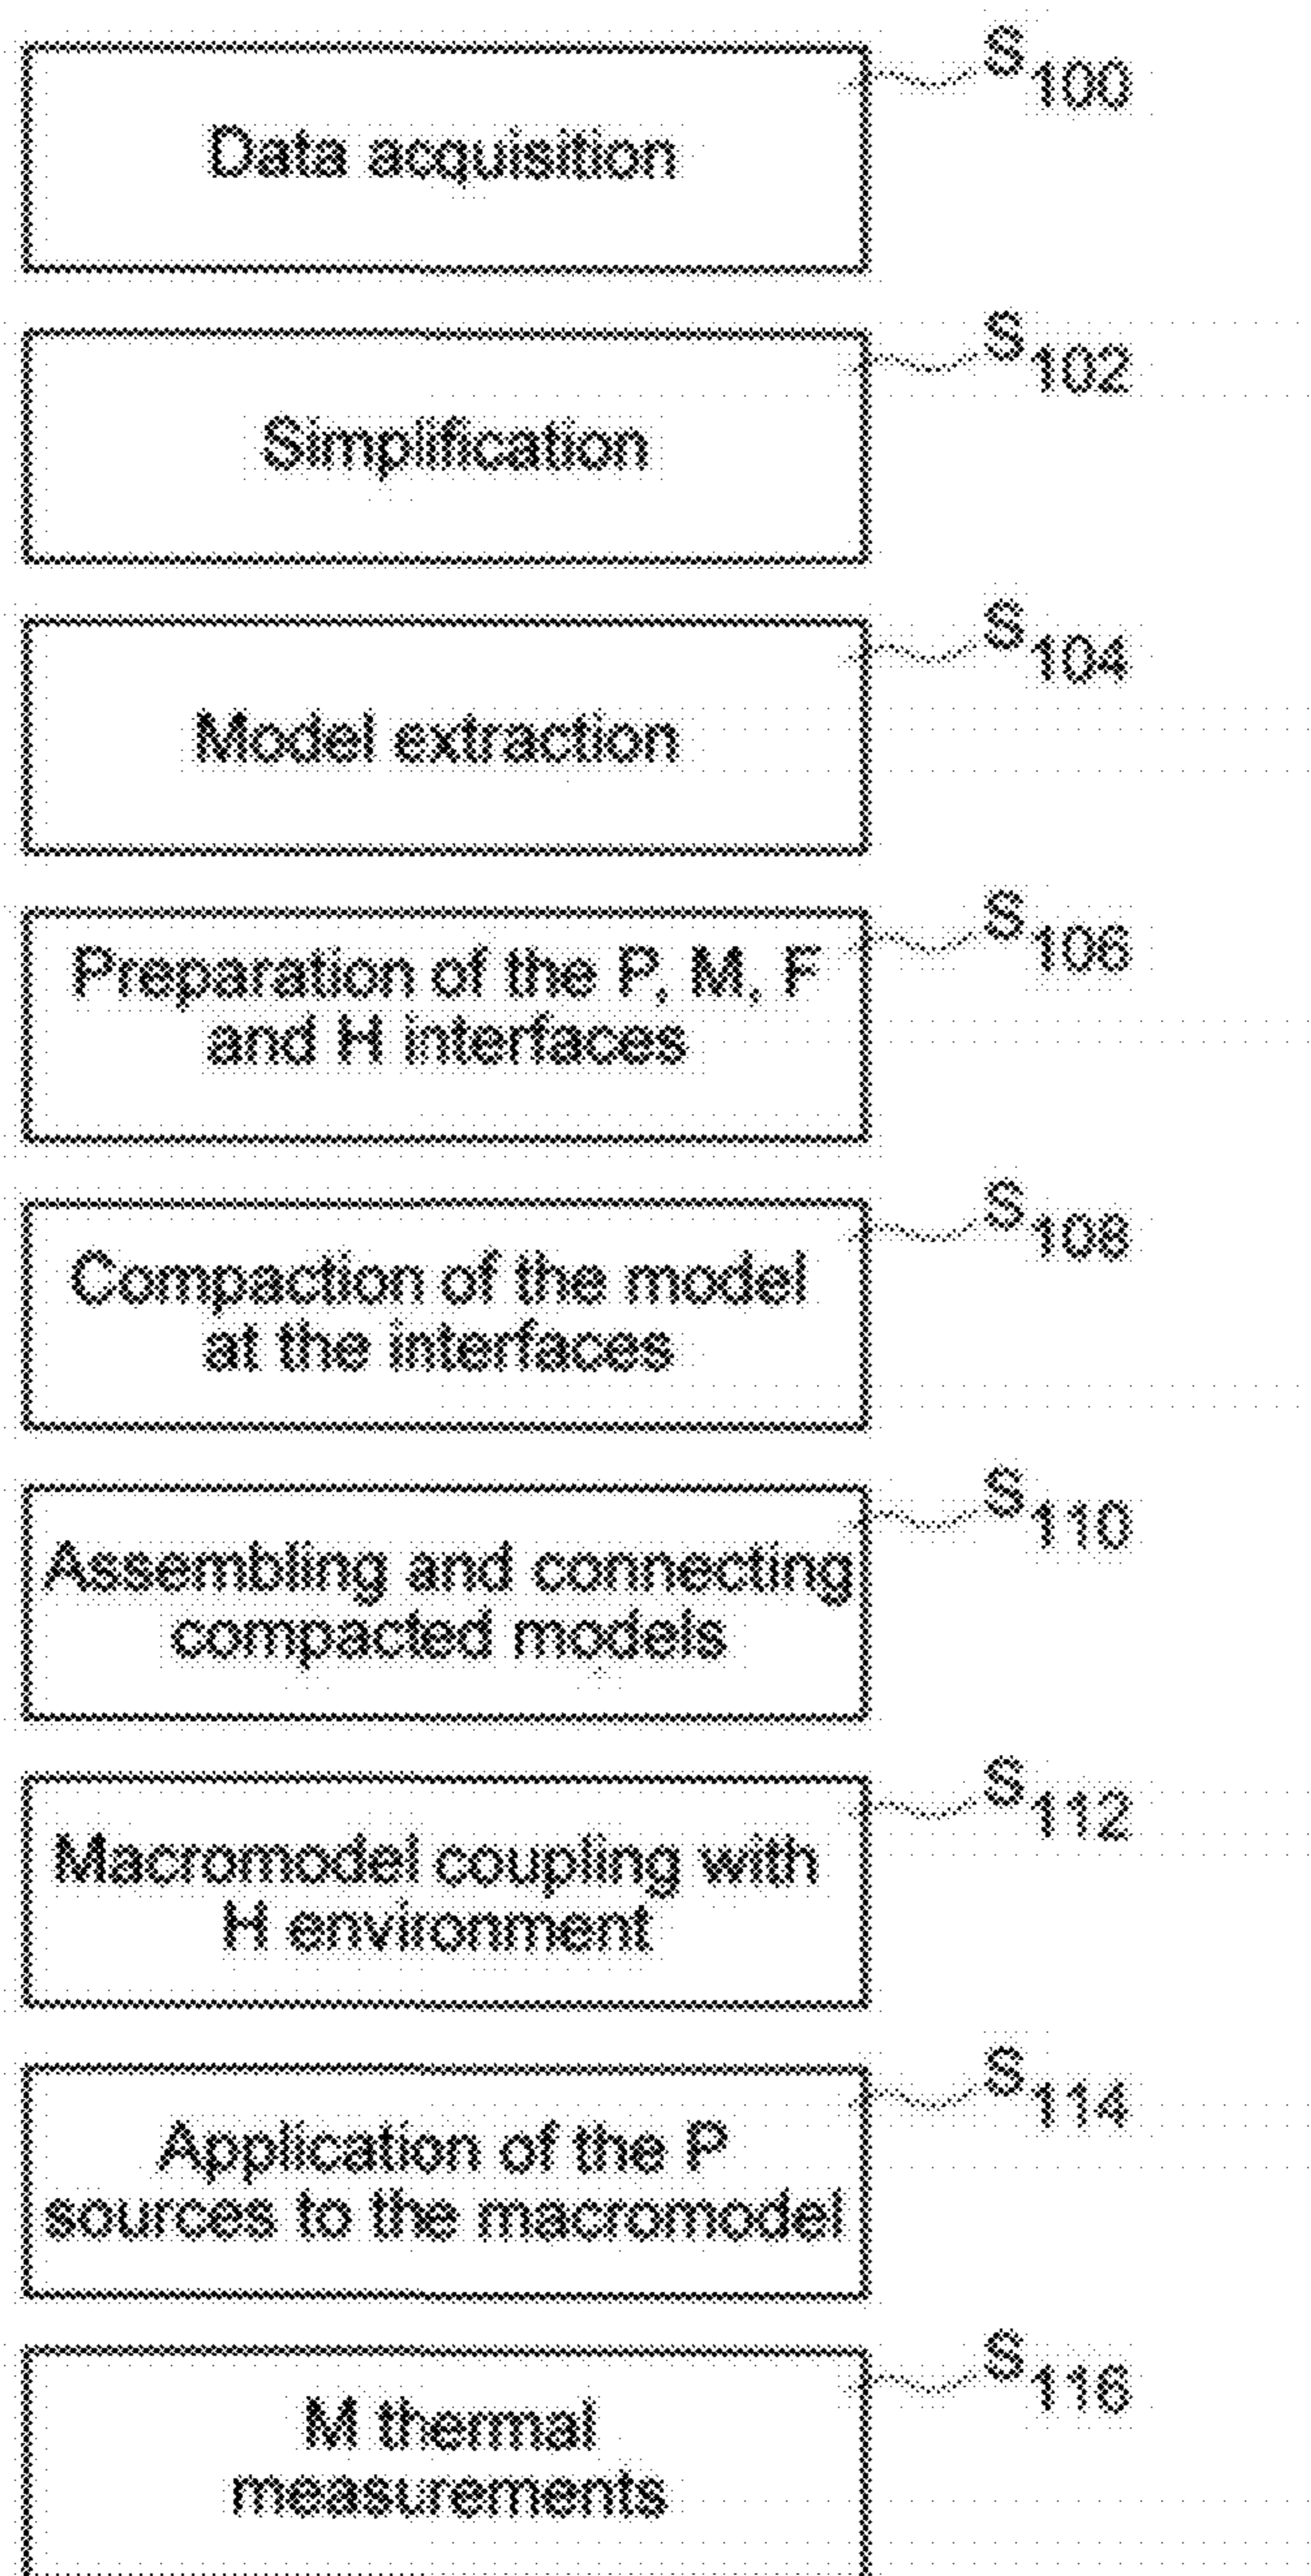 S100
Data acquisition
S102
Simplification
S104
Model extraction
S106
Preparation of the P, M, F
and H interfaces
S108
Compaction of the model
at the interfaces
S110
Assembling and connecting
compacted models
S112
Macromodel coupling with
H environment
S114
Application of the P
sources to the macromodel
S116
M thermal
measurements